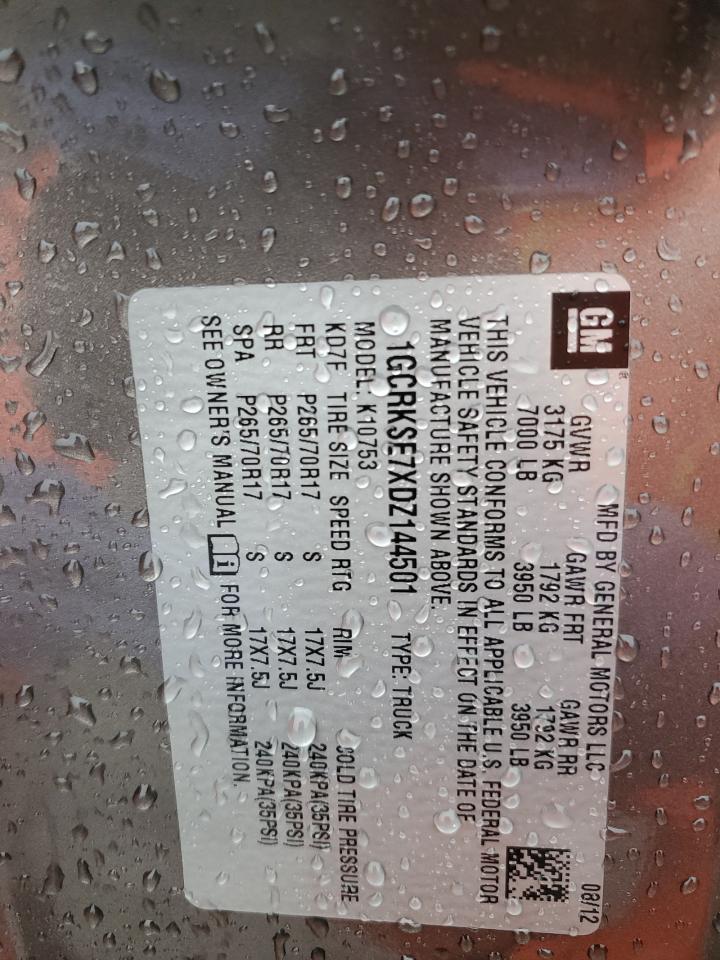 GM
MFD BY GENERAL MOTORS LLC 08/12
GVWR GAWR FRT GAWR RR
3175 KG 1792 KG 1792 KG
7000 LB 3950 LB 3950 LB
THIS VEHICLE CONFORMS TO ALL APPLICABLE U.S. FEDERAL MOTOR
VEHICLE SAFETY STANDARDS IN EFFECT ON THE DATE OF
MANUFACTURE SHOWN ABOVE.
1GCRKSE7XDZ144501 TYPE: TRUCK
MODEL: K10753
KD7F TIRE SIZE SPEED RTG RIM COLD TIRE PRESSURE
FRT P265/70R17 S 17X7.5J 240KPA(35PSI)
RR P265/70R17 S 17X7.5J 240KPA(35PSI)
SPA P265/70R17 S 17X7.5J 240KPA(35PSI)
SEE OWNER'S MANUAL FOR MORE INFORMATION.